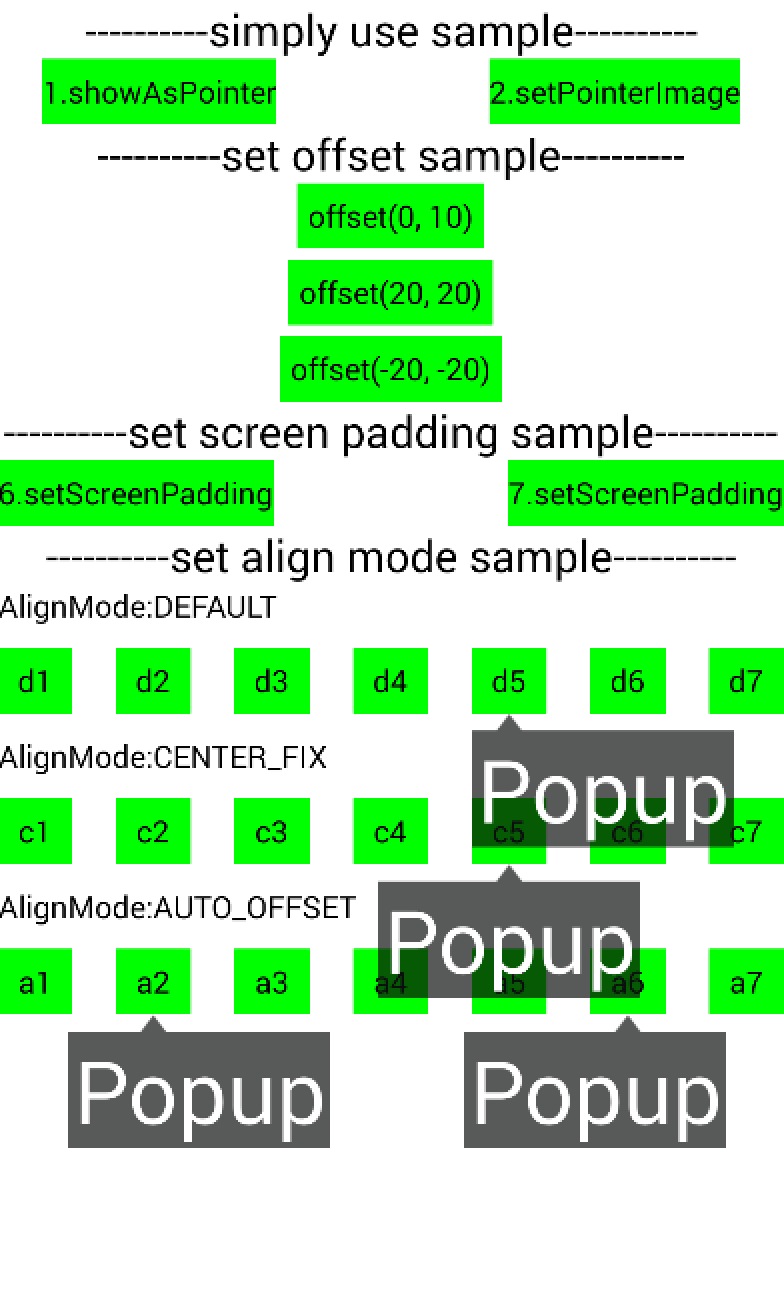 ----------simply use sample----------
1.showAsPointer 2.setPointerImage
----------set offset sample----------
offset(0, 10)
offset(20, 20)
offset(-20, -20)
----------set screen padding sample----------
6.setScreenPadding 7.setScreenPadding
----------set align mode sample----------
AlignMode:DEFAULT
d1 d2 d3 d4 d5 d6 d7
AlignMode:CENTER_FIX
Popup
c1 c2 c3 c4 c5 c6 c7
AlignMode:AUTO_OFFSET
Popup
a1 a2 a3 a4 a5 a6 a7
Popup Popup